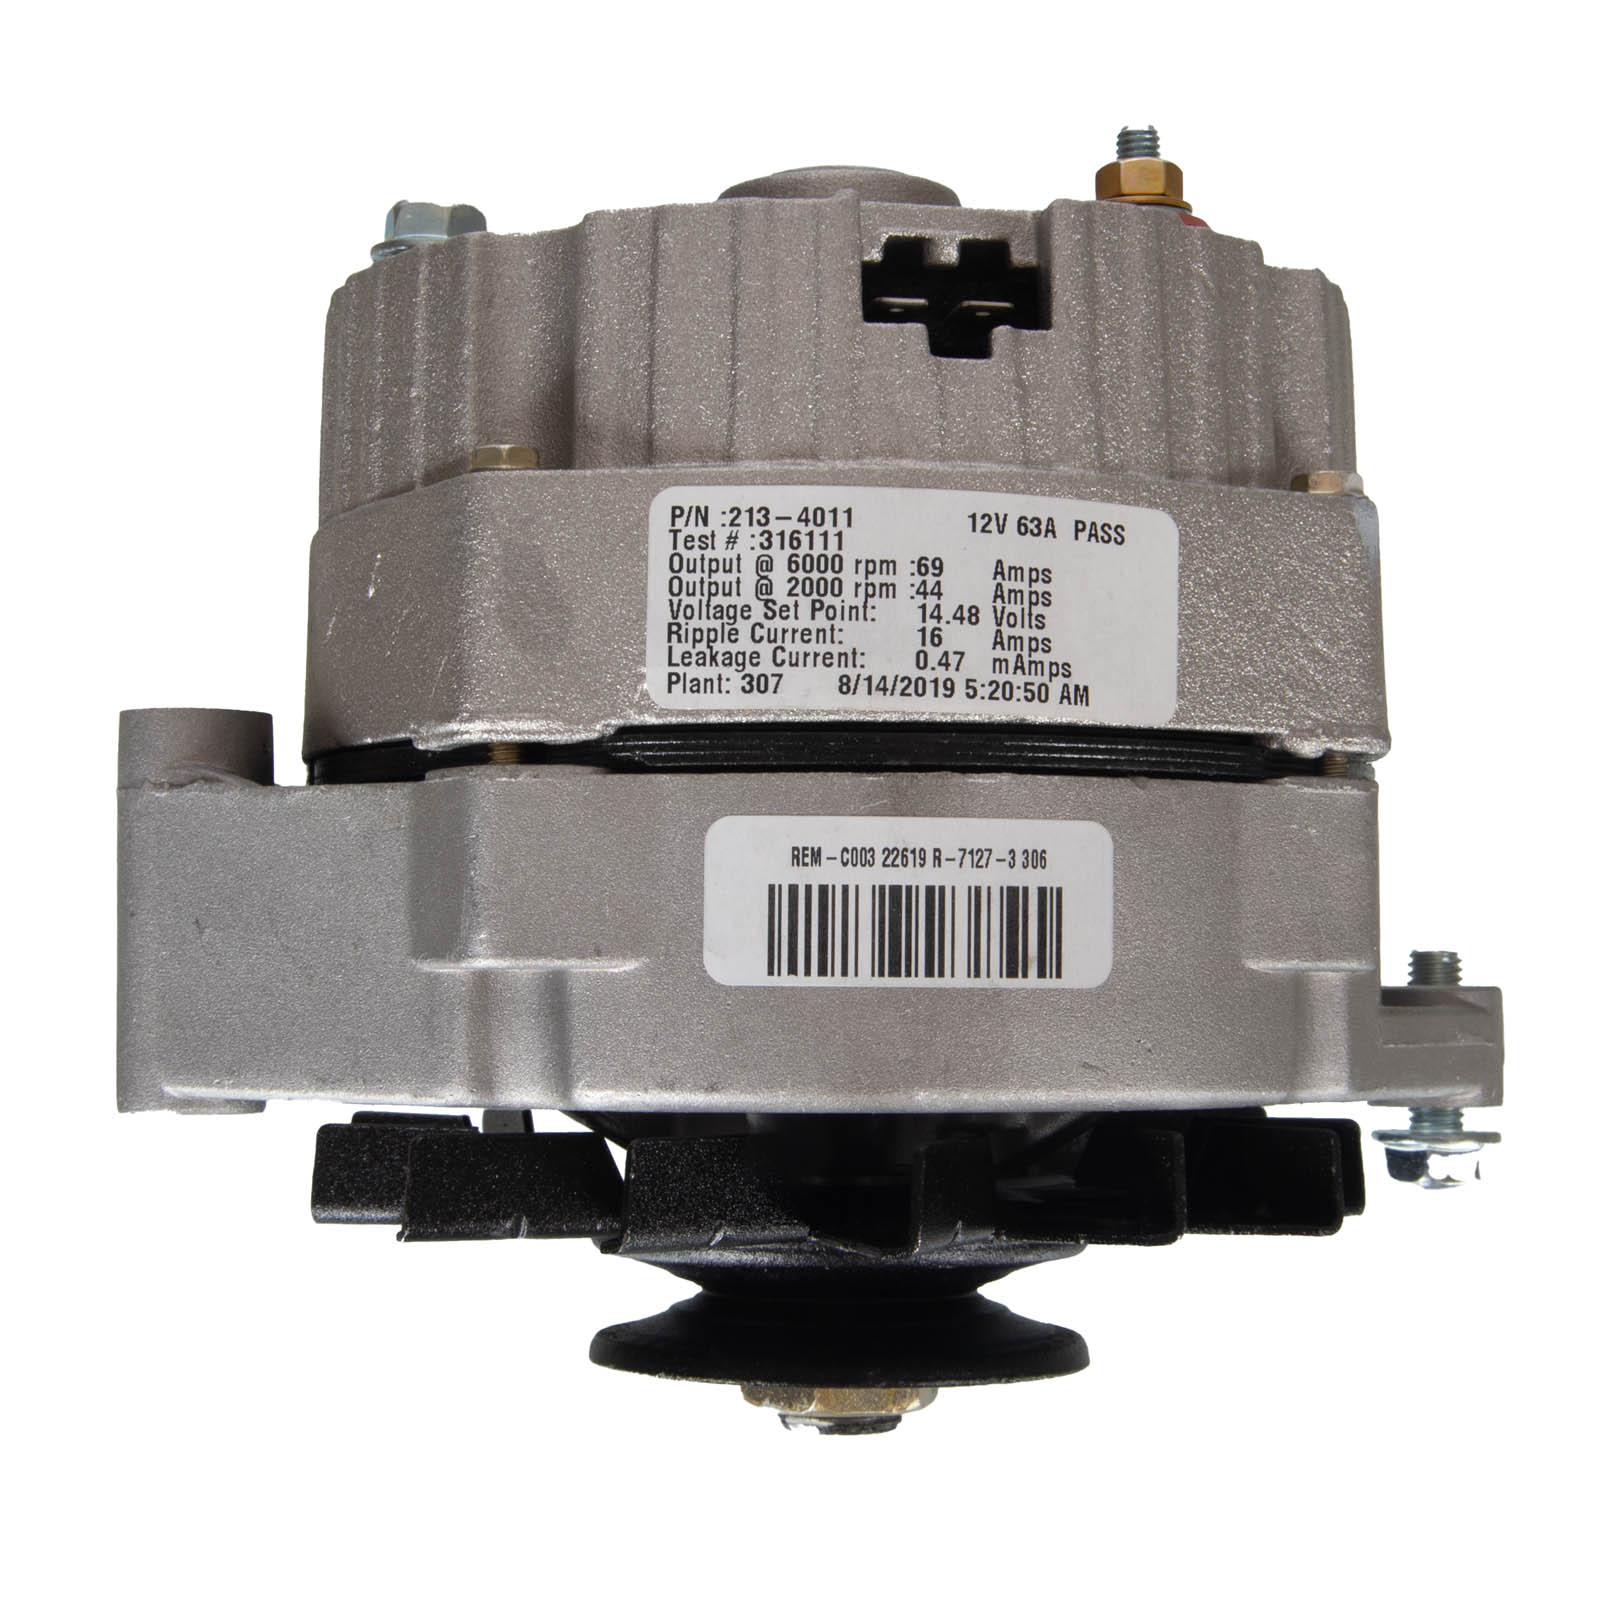 P/N :213-4011 12V 63A PASS
Test # :316111
Output @ 6000 rpm :69 Amps
Output @ 2000 rpm :44 Amps
Voltage Set Point: 14.48 Volts
Ripple Current: 16 Amps
Leakage Current: 0.47 mAmps
Plant: 307 8/14/2019 5:20:50 AM
REM-C003 22619 R-7127-3 306